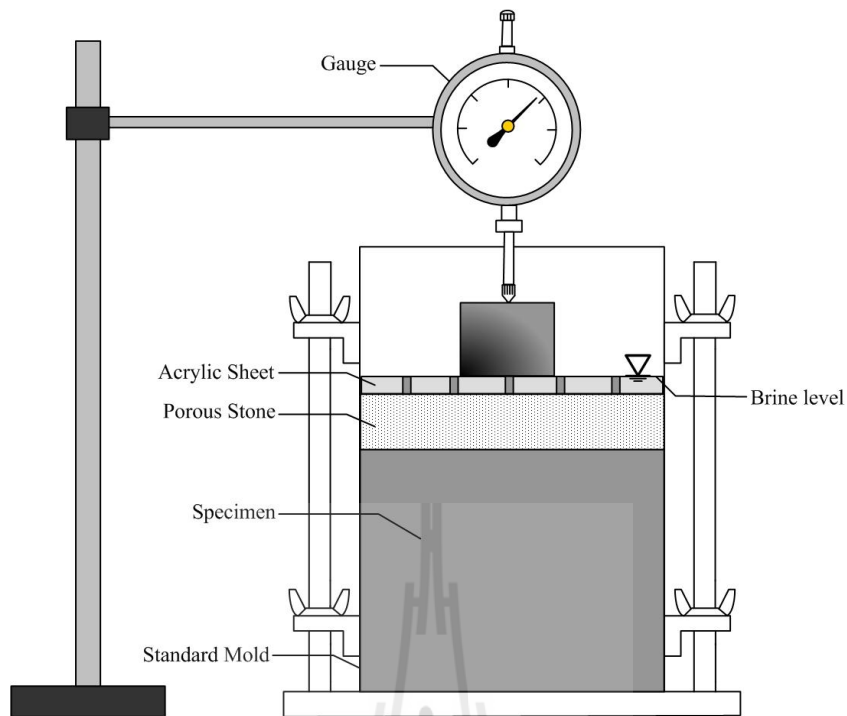 Gauge
Acrylic Sheet
Brine level
Porous Stone
Specimen
Standard Mold